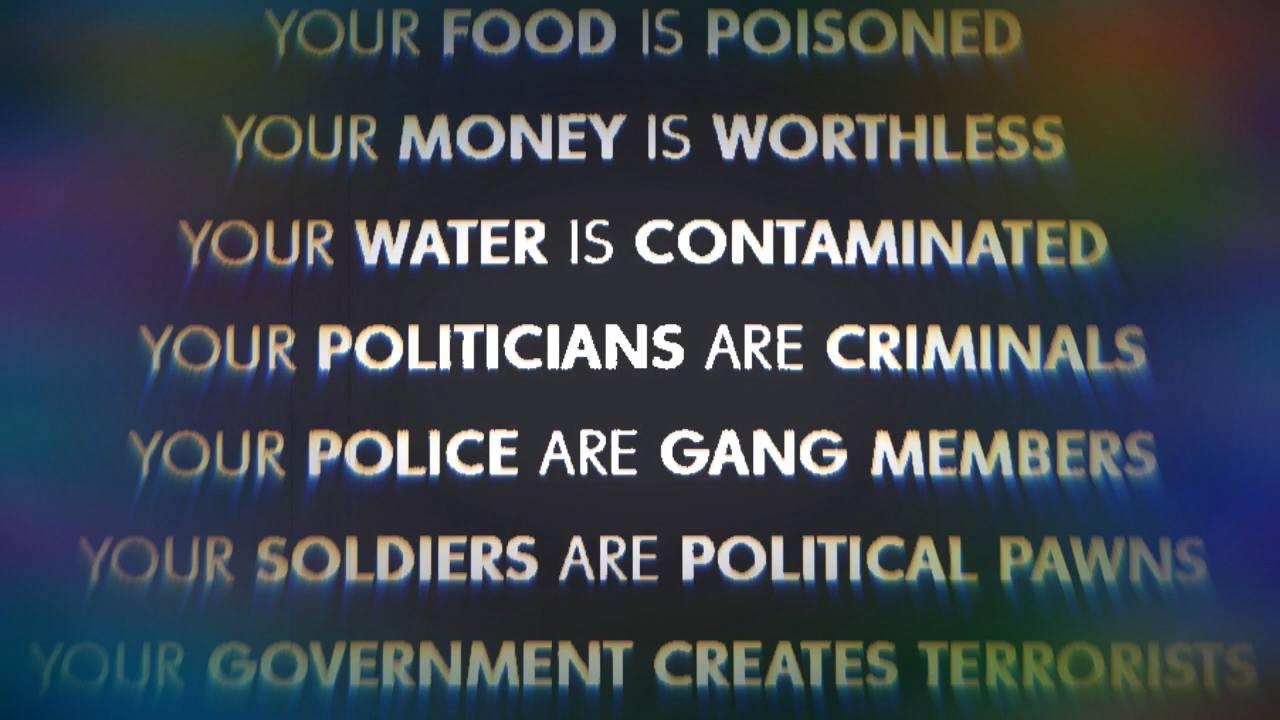 YOUR FOOD IS POISONED
YOUR MONEY IS WORTHLESS
YOUR WATER IS CONTAMINATED
YOUR POLITICIANS ARE CRIMINALS
YOUR POLICE ARE GANG MEMBERS
YOUR SOLDIERS ARE POLITICAL PAWNS
YOUR GOVERNMENT CREATES TERRORISTS